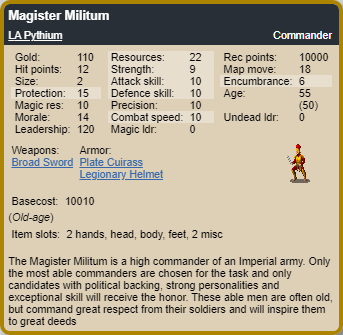 Magister Militum
LA Pythium Commander
Gold: 110 Resources: 22 Rec points: 10000
Hit points: 12 Strength: 9 Map move: 18
Size: 2 Attack skill: 10 Encumbrance: 6
Protection: 15 Defence skill: 10 Age: 55
Magic res: 10 Precision: 10 (50)
Morale: 14 Combat speed: 10 Undead ldr: 0
Leadership: 120 Magic ldr: 0
Weapons: Armor:
Broad Sword Plate Cuirass
Legionary Helmet
Basecost: 10010
(Old-age)
Item slots: 2 hands, head, body, feet, 2 misc
The Magister Militum is a high commander of an Imperial army. Only
the most able commanders are chosen for the task and only
candidates with political backing, strong personalities and
exceptional skill will receive the honor. These able men are often old,
but command great respect from their soldiers and will inspire them
to great deeds